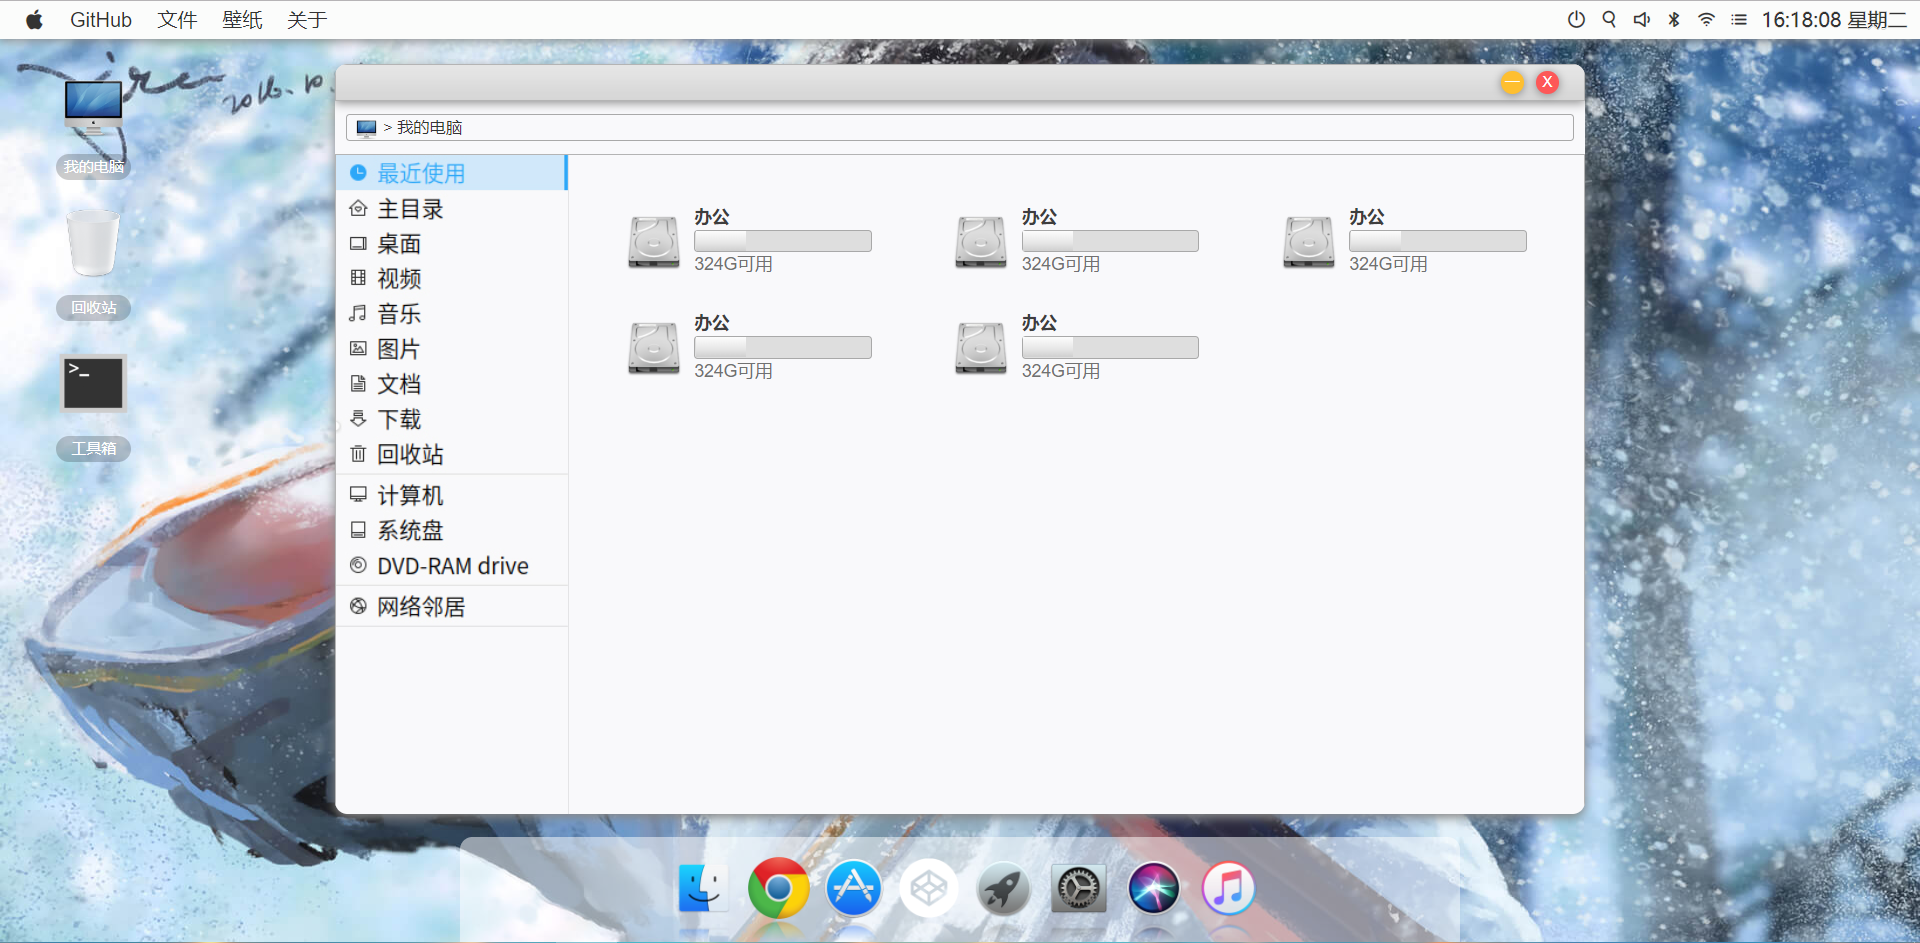 GitHub 文件 壁纸 关于
16:18:08 星期二
2016.10.
我的电脑
回收站
>_
工具箱
X
> 我的电脑
最近使用
主目录
桌面
视频
音乐
图片
文档
下载
回收站
计算机
系统盘
DVD-RAM drive
网络邻居
办公
324G可用
办公
324G可用
办公
324G可用
办公
324G可用
办公
324G可用